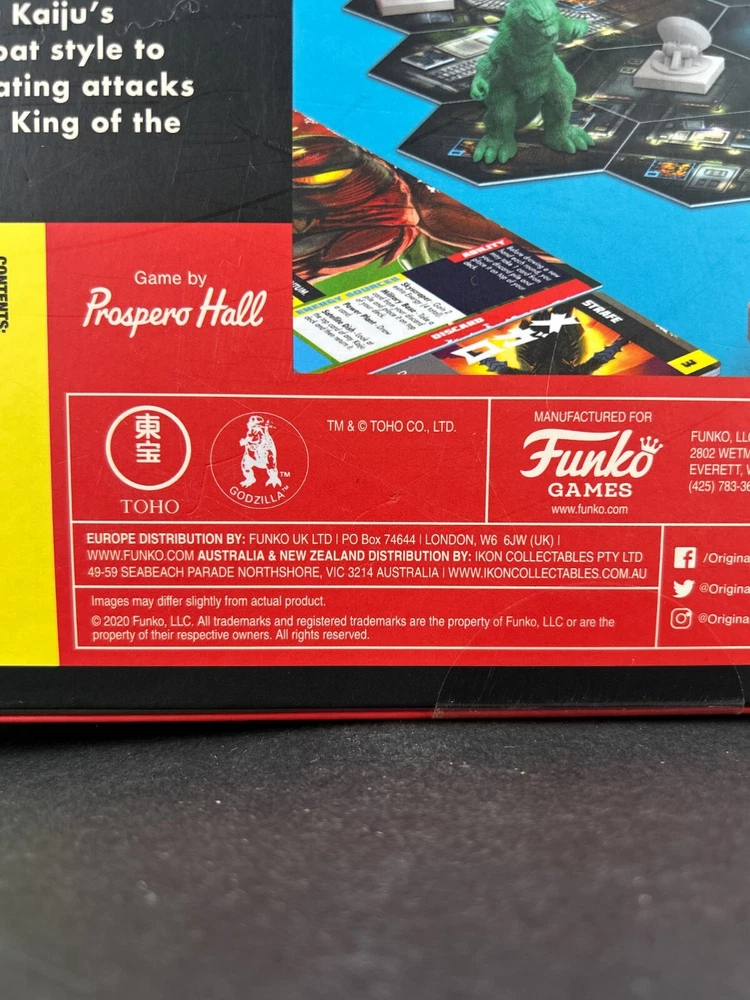 Kaiju's
oat style to
ating attacks
King of the
CONTENTS:
Game by
Prospero Hall
ENERGY SOURCES
ABILITY
DISCARD
STRAFE
東宝
TOHO
GODZILLA™
TM & © TOHO CO., LTD.
MANUFACTURED FOR
Funko
GAMES
www.funko.com
FUNKO, LLC
2802 WETM
EVERETT, W
(425) 783-36
EUROPE DISTRIBUTION BY: FUNKO UK LTD | PO Box 74644 | LONDON, W6 6JW (UK) |
WWW.FUNKO.COM AUSTRALIA & NEW ZEALAND DISTRIBUTION BY: IKON COLLECTABLES PTY LTD
49-59 SEABEACH PARADE NORTHSHORE, VIC 3214 AUSTRALIA | WWW.IKONCOLLECTABLES.COM.AU
/Origina
@Origina
@Origina
Images may differ slightly from actual product.
© 2020 Funko, LLC. All trademarks and registered trademarks are the property of Funko, LLC or are the
property of their respective owners. All rights reserved.